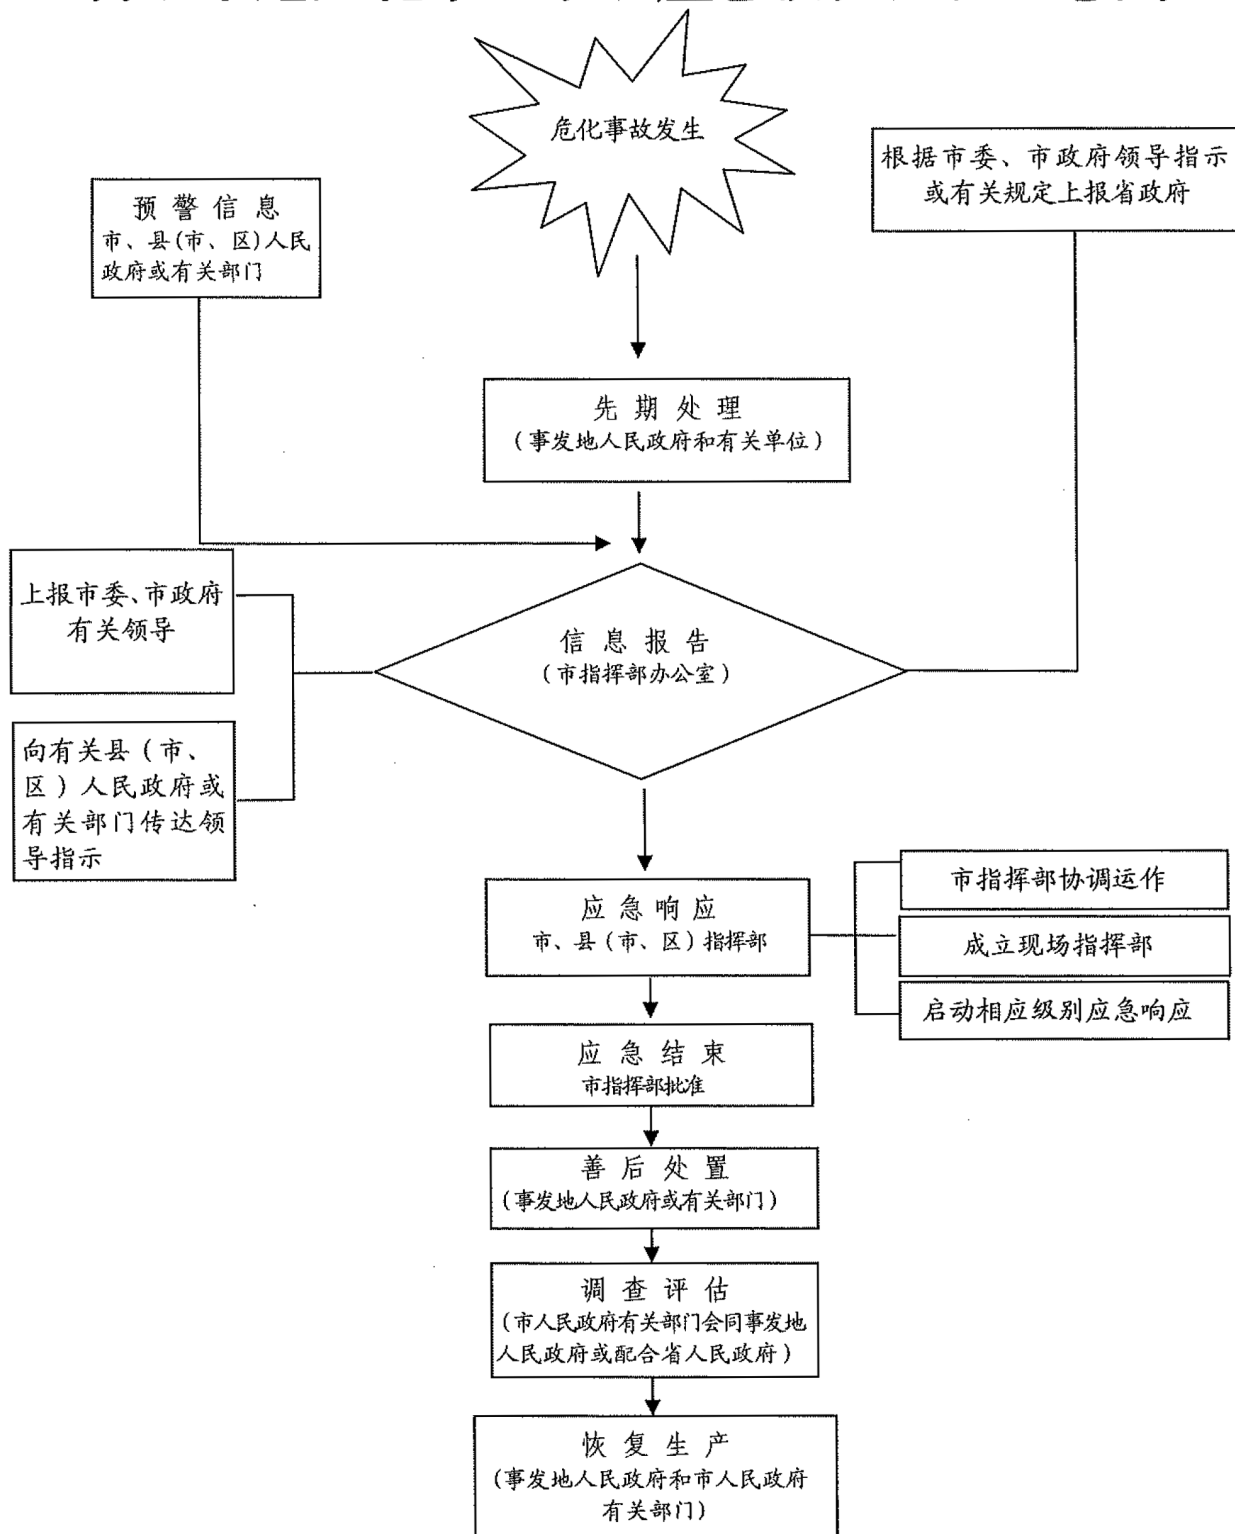 危化事故发生
根据市委、市政府领导指示
或有关规定上报省政府
预警信息
市、县(市、区)人民
政府或有关部门
先期处理
(事发地人民政府和有关单位)
上报市委、市政府
有关领导
信息报告
(市指挥部办公室)
向有关县(市、
区)人民政府或
有关部门传达领
导指示
应急响应
市、县(市、区)指挥部
市指挥部协调运作
成立现场指挥部
启动相应级别应急响应
应急结束
市指挥部批准
善后处置
(事发地人民政府或有关部门)
调查评估
(市人民政府有关部门会同事发地
人民政府或配合省人民政府)
恢复生产
(事发地人民政府和市人民政府
有关部门)